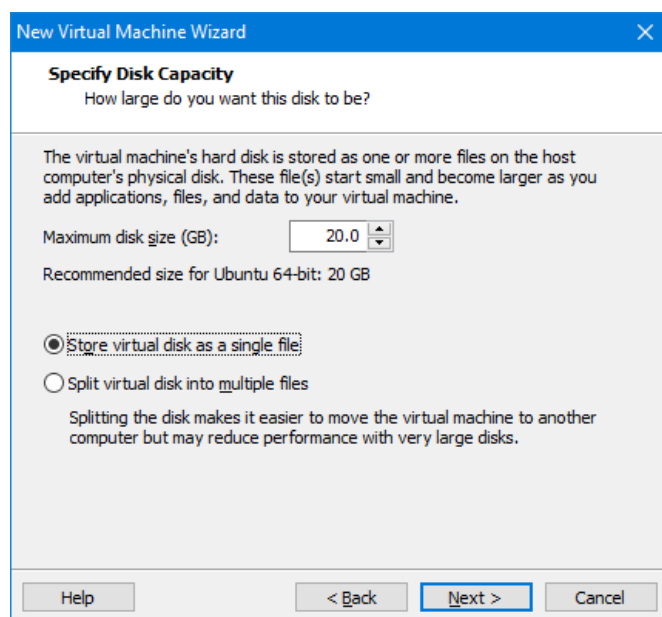 New Virtual Machine Wizard
Specify Disk Capacity
How large do you want this disk to be?
The virtual machine's hard disk is stored as one or more files on the host
computer's physical disk. These file(s) start small and become larger as you
add applications, files, and data to your virtual machine.
Maximum disk size (GB): 20.0
Recommended size for Ubuntu 64-bit: 20 GB
Store virtual disk as a single file
Split virtual disk into multiple files
Splitting the disk makes it easier to move the virtual machine to another
computer but may reduce performance with very large disks.
Help < Back Next > Cancel